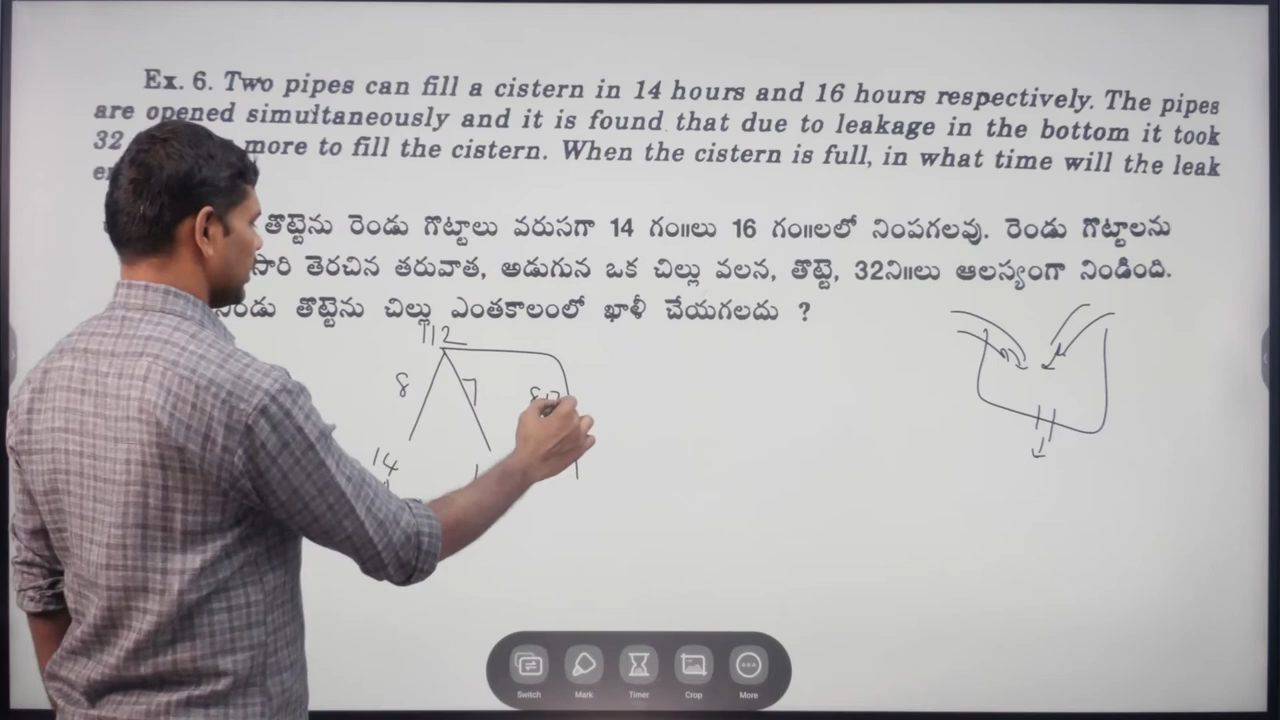 Ex. 6. Two pipes can fill a cistern in 14 hours and 16 hours respectively. The pipes
are opened simultaneously and it is found that due to leakage in the bottom it took
32 more to fill the cistern. When the cistern is full, in what time will the leak
తొట్టెను రెండు గొట్టాలు వరుసగా 14 గం॥లు 16 గం॥లలో నింపగలవు. రెండు గొట్టాలను
తెరచిన తరువాత, అడుగున ఒక చిల్లు వలన, తొట్టె, 32ని॥లు ఆలస్యంగా నిండింది.
తొట్టెను చిల్లు ఎంతకాలంలో ఖాళీ చేయగలదు ?
112
8 7
14
Switch Mark Timer Crop More